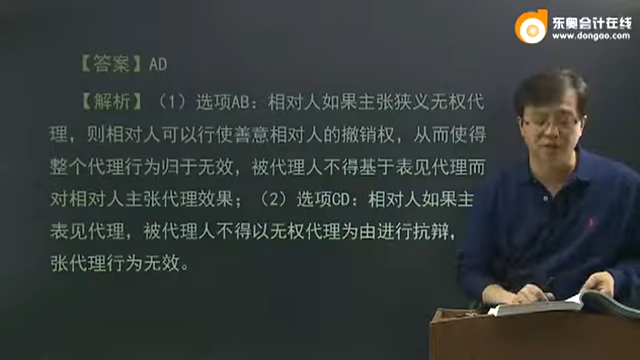 东奥会计在线
www.dongao.com
【答案】AD
【解析】（1）选项AB：相对人如果主张狭义无权代
理，则相对人可以行使善意相对人的撤销权，从而使得
整个代理行为归于无效，被代理人不得基于表见代理而
对相对人主张代理效果；（2）选项CD：相对人如果主
表见代理，被代理人不得以无权代理为由进行抗辩，
张代理行为无效。